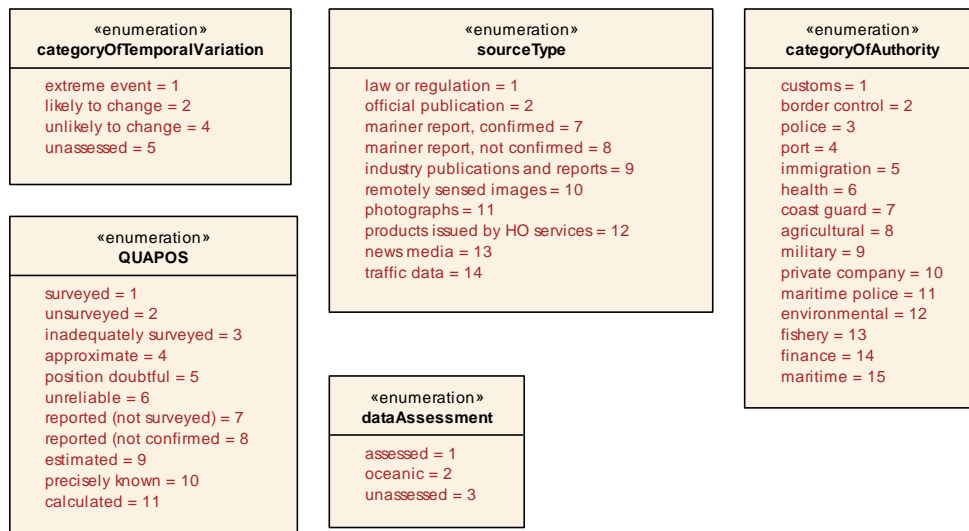 «enumeration»
categoryOfTemporalVariation
extreme event = 1
likely to change = 2
unlikely to change = 4
unassessed = 5
«enumeration»
sourceType
law or regulation = 1
official publication = 2
mariner report, confirmed = 7
mariner report, not confirmed = 8
industry publications and reports = 9
remotely sensed images = 10
photographs = 11
products issued by HO services = 12
news media = 13
traffic data = 14
«enumeration»
categoryOfAuthority
customs = 1
border control = 2
police = 3
port = 4
immigration = 5
health = 6
coast guard = 7
agricultural = 8
military = 9
private company = 10
maritime police = 11
environmental = 12
fishery = 13
finance = 14
maritime = 15
«enumeration»
QUAPOS
surveyed = 1
unsurveyed = 2
inadequately surveyed = 3
approximate = 4
position doubtful = 5
unreliable = 6
reported (not surveyed) = 7
reported (not confirmed = 8
estimated = 9
precisely known = 10
calculated = 11
«enumeration»
dataAssessment
assessed = 1
oceanic = 2
unassessed = 3